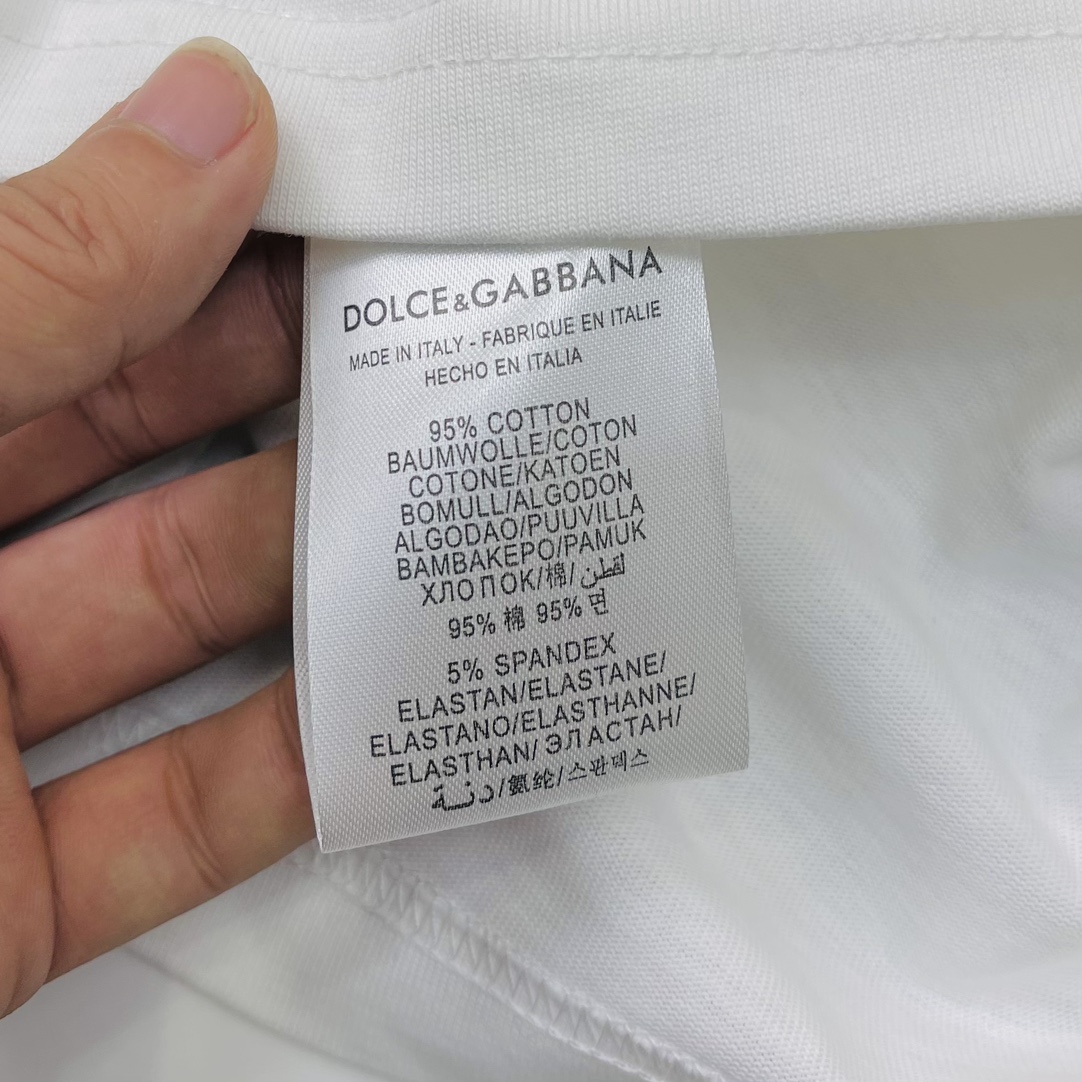 DOLCE&GABBANA
MADE IN ITALY - FABRIQUE EN ITALIE
HECHO EN ITALIA
95% COTTON
BAUMWOLLE/COTON
COTONE/KATOEN
BOMULL/ALGODON
ALGODAO/PUUVILLA
BAMBAKEPO/PAMUK
ХЛОПОК/棉/لقطن
95% 棉 95% 면
5% SPANDEX
ELASTAN/ELASTANE/
ELASTANO/ELASTHANNE/
ELASTHAN/ ЭЛАСТАН/
/氨纶/스판덱스